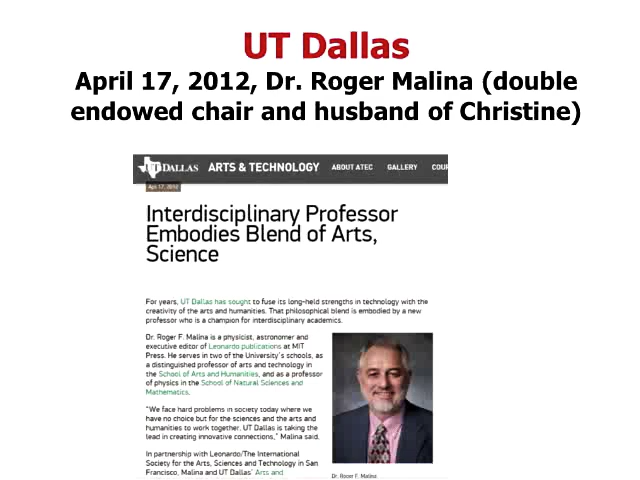 UT Dallas
April 17, 2012, Dr. Roger Malina (double
endowed chair and husband of Christine)
UT DALLAS ARTS & TECHNOLOGY ABOUT ATEC GALLERY COUR
Apr 17, 2012
Interdisciplinary Professor
Embodies Blend of Arts,
Science
For years, UT Dallas has sought to fuse its long-held strengths in technology with the
creativity of the arts and humanities. That philosophical blend is embodied by a new
professor who is a champion for interdisciplinary academics.
Dr. Roger F. Malina is a physicist, astronomer and
executive editor of Leonardo publications at MIT
Press. He serves in two of the University's schools, as
a distinguished professor of arts and technology in
the School of Arts and Humanities, and as a professor
of physics in the School of Natural Sciences and
Mathematics.
"We face hard problems in society today where we
have no choice but for the sciences and the arts and
humanities to work together. UT Dallas is taking the
lead in creating innovative connections," Malina said.
In partnership with Leonardo/The International
Society for the Arts, Sciences and Technology in San
Francisco, Malina and UT Dallas' Arts and
Dr. Roger F. Malina